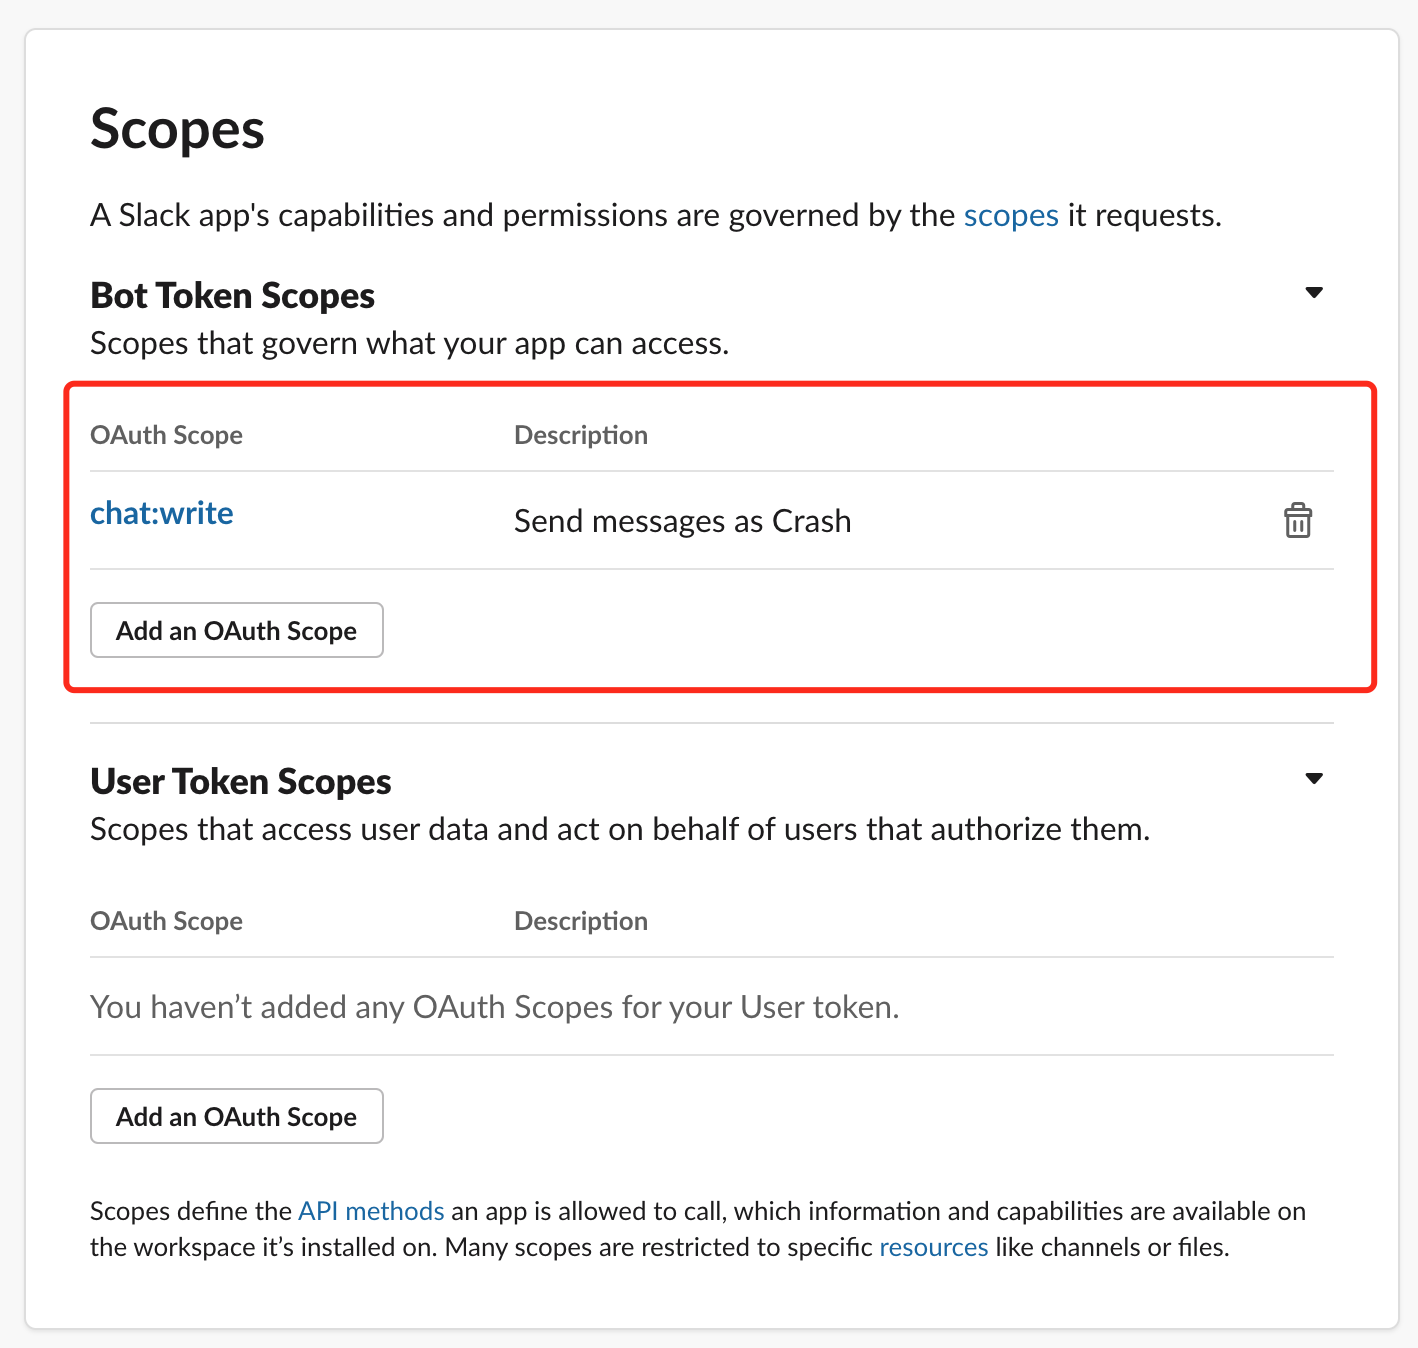 Scopes
A Slack app's capabilities and permissions are governed by the scopes it requests.
Bot Token Scopes
Scopes that govern what your app can access.
OAuth Scope Description
chat:write Send messages as Crash
Add an OAuth Scope
User Token Scopes
Scopes that access user data and act on behalf of users that authorize them.
OAuth Scope Description
You haven’t added any OAuth Scopes for your User token.
Add an OAuth Scope
Scopes define the API methods an app is allowed to call, which information and capabilities are available on
the workspace it’s installed on. Many scopes are restricted to specific resources like channels or files.